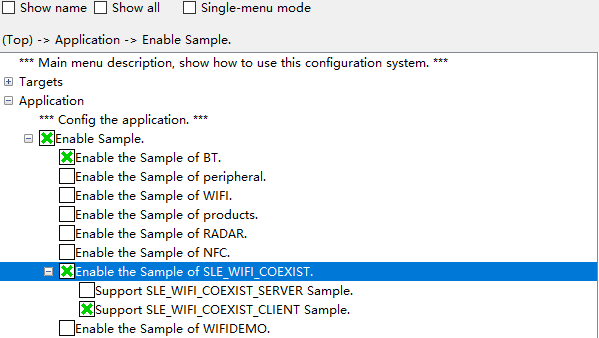 Show name Show all Single-menu mode
(Top) -> Application -> Enable Sample.
*** Main menu description, show how to use this configuration system. ***
Targets
Application
*** Config the application. ***
Enable Sample.
Enable the Sample of BT.
Enable the Sample of peripheral.
Enable the Sample of WIFI.
Enable the Sample of products.
Enable the Sample of RADAR.
Enable the Sample of NFC.
Enable the Sample of SLE_WIFI_COEXIST.
Support SLE_WIFI_COEXIST_SERVER Sample.
Support SLE_WIFI_COEXIST_CLIENT Sample.
Enable the Sample of WIFIDEMO.